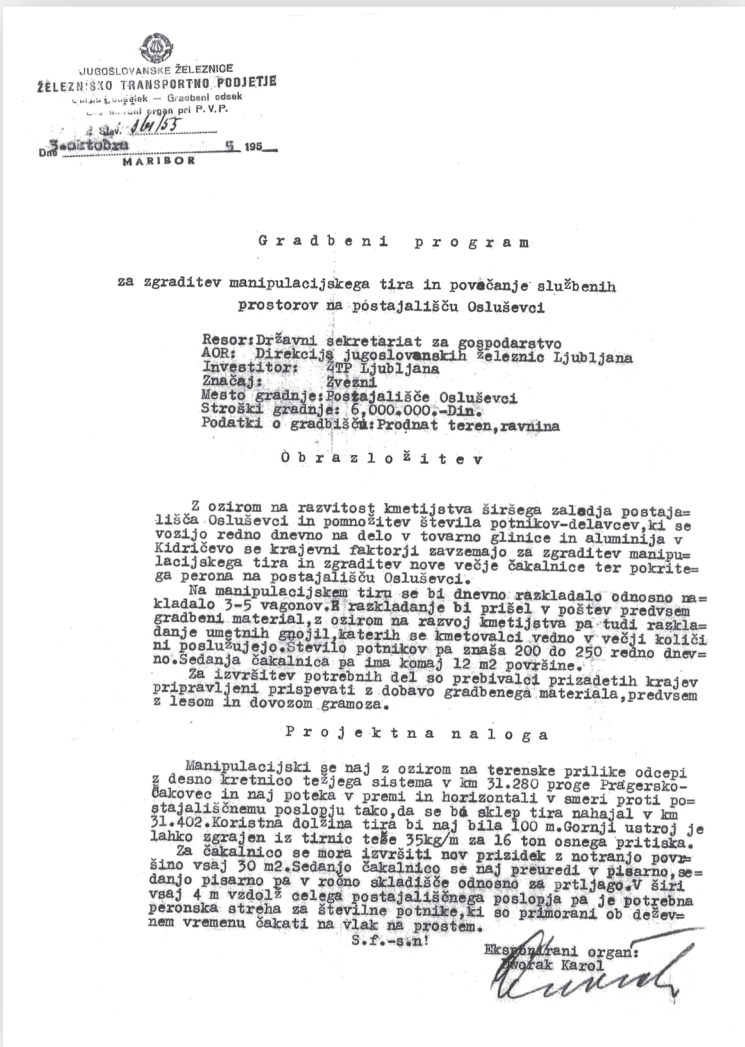 JUGOSLOVANSKE ŽELEZNICE
ŽELEZNIŠKO TRANSPORTNO PODJETJE
Gradbeni odsek
organ pri P.V.P.
Štev.
Dne 3.oktobra 5 195
MARIBOR
Gradbeni program
za zgraditev manipulacijskega tira in povečanje službenih
prostorov na postajališču Osluševci
Resor:Državni sekretariat za gospodarstvo
AOR: Direkcija jugoslovanskih železnic Ljubljana
Investitor: ŽTP Ljubljana
Značaj: Zvezni
Mesto gradnje:Postajališče Osluševci
Stroški gradnje: 6,000.000.-Din.
Podatki o gradbišču:Prodnat teren,ravnina
Obrazložitev
Z ozirom na razvitost kmetijstva širšega zaledja postaja=
lišča Osluševci in pomnožitev števila potnikov-delavcev,ki se
vozijo redno dnevno na delo v tovarno glinice in aluminija v
Kidričevo se krajevni faktorji zavzemajo za zgraditev manipu=
lacijskega tira in zgraditev nove večje čakalnice ter pokrite=
ga perona na postajališču Osluševci.
Na manipulacijskem tiru se bi dnevno razkladalo odnosno na=
kladalo 3-5 vagonov. razkladanje bi prišel v poštev predvsem
gradbeni material,z ozirom na razvoj kmetijstva pa tudi razkla=
danje umetnih gnojil,katerih se kmetovalci vedno v večji količi
ni poslužujejo.Število potnikov pa znaša 200 do 250 redno dnev=
no.Sedanja čakalnica pa ima komaj 12 m2 površine.
Za izvršitev potrebnih del so prebivalci prizadetih krajev
pripravljeni prispevati z dobavo gradbenega materiala,predvsem
z lesom in dovozom gramoza.
Projektna naloga
Manipulacijski se naj z ozirom na terenske prilike odcepi
z desno kretnico težjega sistema v km 31.280 proge Pragersko-
Čakovec in naj poteka v premi in horizontali v smeri proti po=
stajališčnemu poslopju tako,da se bi sklep tira nahajal v km
31.402.Koristna dolžina tira bi naj bila 100 m.Gornji ustroj je
lahko zgrajen iz tirnic teže 35kg/m za 16 ton osnega pritiska.
Za čakalnico se mora izvršiti nov prizidek z notranjo povr=
šino vsaj 30 m2.Sedanjo čakalnico se naj preuredi v pisarno,se=
danjo pisarno pa v ročno skladišče odnosno za prtljago.V širi
vsaj 4 m vzdolž celega postajališčnega poslopja pa je potrebna
peronska streha za številne potnike,ki so primorani ob dežev=
nem vremenu čakati na vlak na prostem.
S.f.-s.n!
Eksponirani organ:
Dvorak Karol